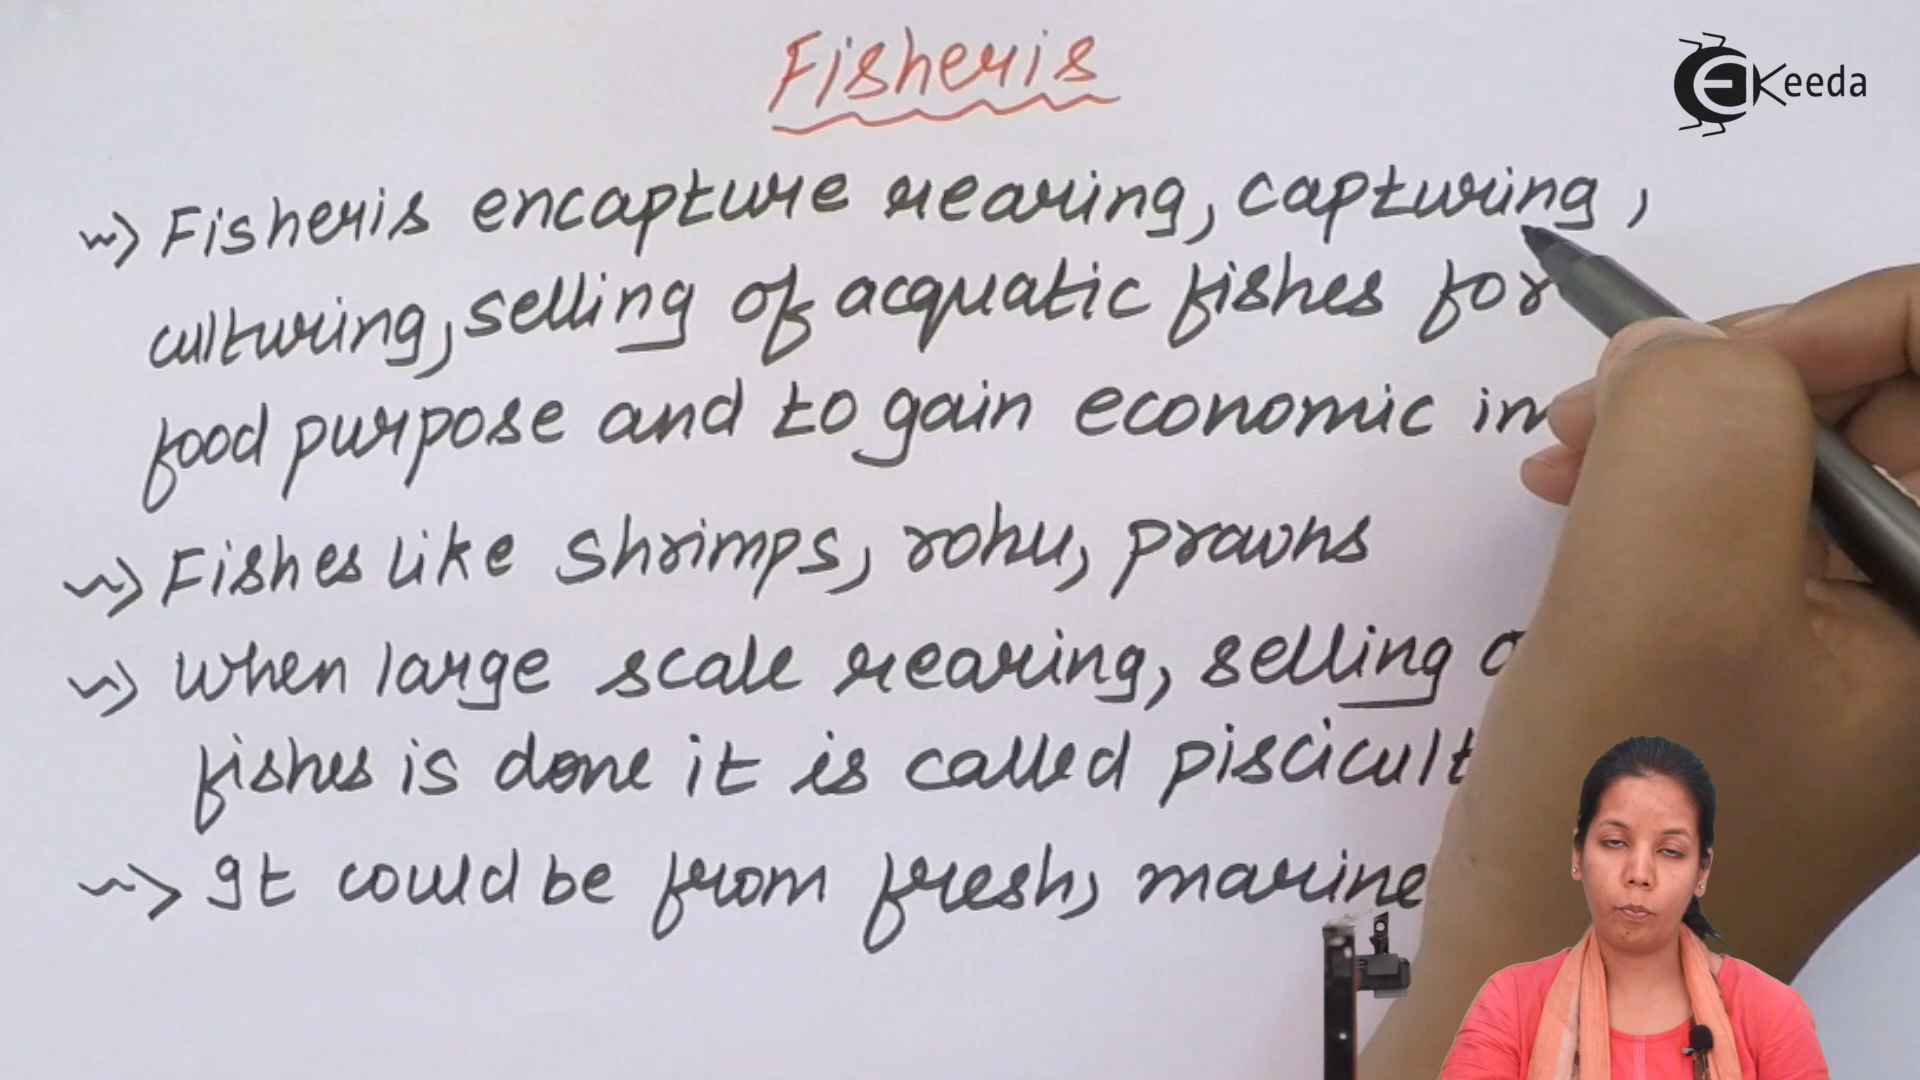 Fisheris
Keeda
~> Fisheris encapture rearing, capturing,
culturing, selling of acquatic fishes for
food purpose and to gain economic
~> Fishes like shrimps, rohu, prawns
~> When large scale rearing, selling
fishes is done it is called piscicult
~> It could be from fresh, marine